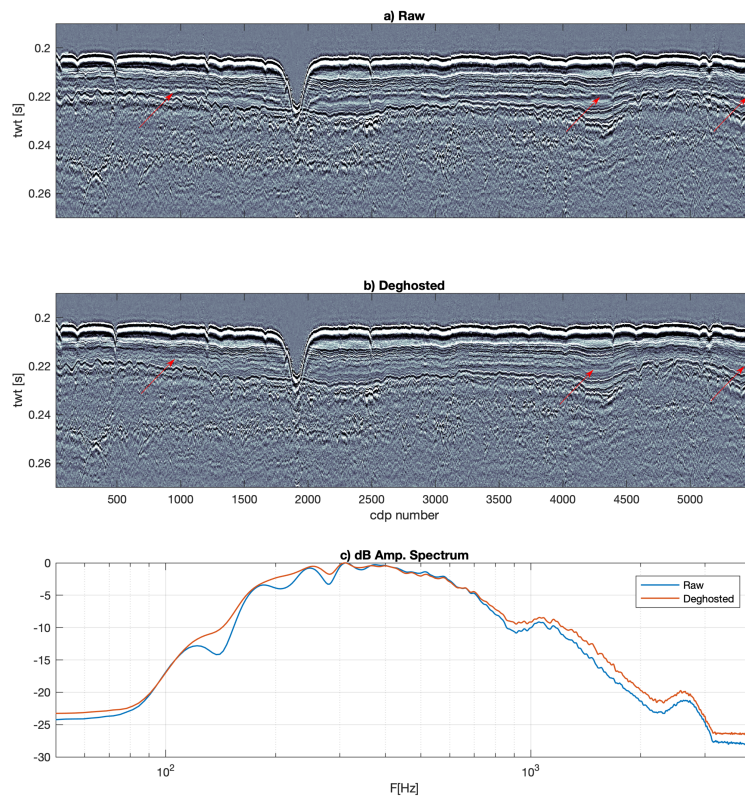 a) Raw
0.2
0.22
0.24
0.26
twt [s]
b) Deghosted
0.2
0.22
0.24
0.26
twt [s]
500 1000 1500 2000 2500 3000 3500 4000 4500 5000
cdp number
c) dB Amp. Spectrum
0
-5
-10
-15
-20
-25
-30
Raw
Deghosted
10² 10³
F[Hz]